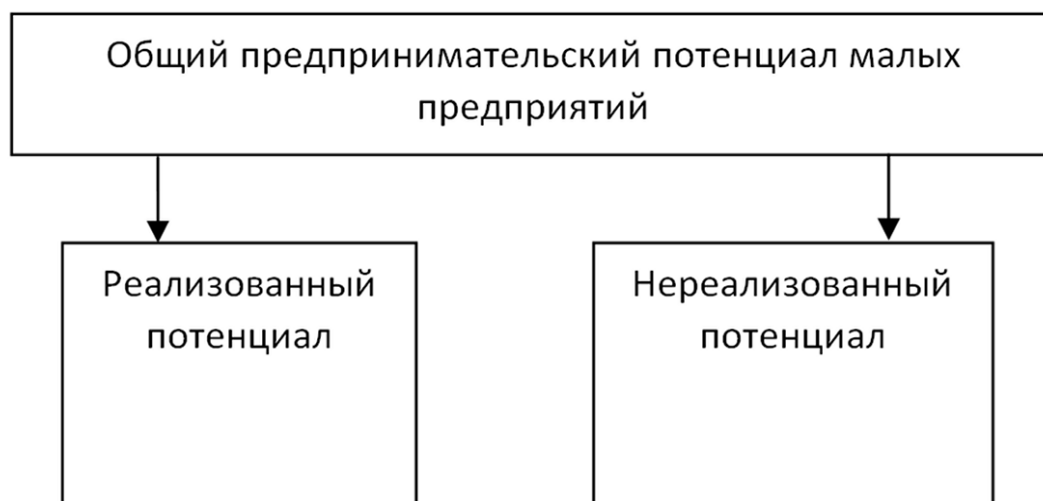 Общий предпринимательский потенциал малых
предприятий
Реализованный
потенциал
Нереализованный
потенциал